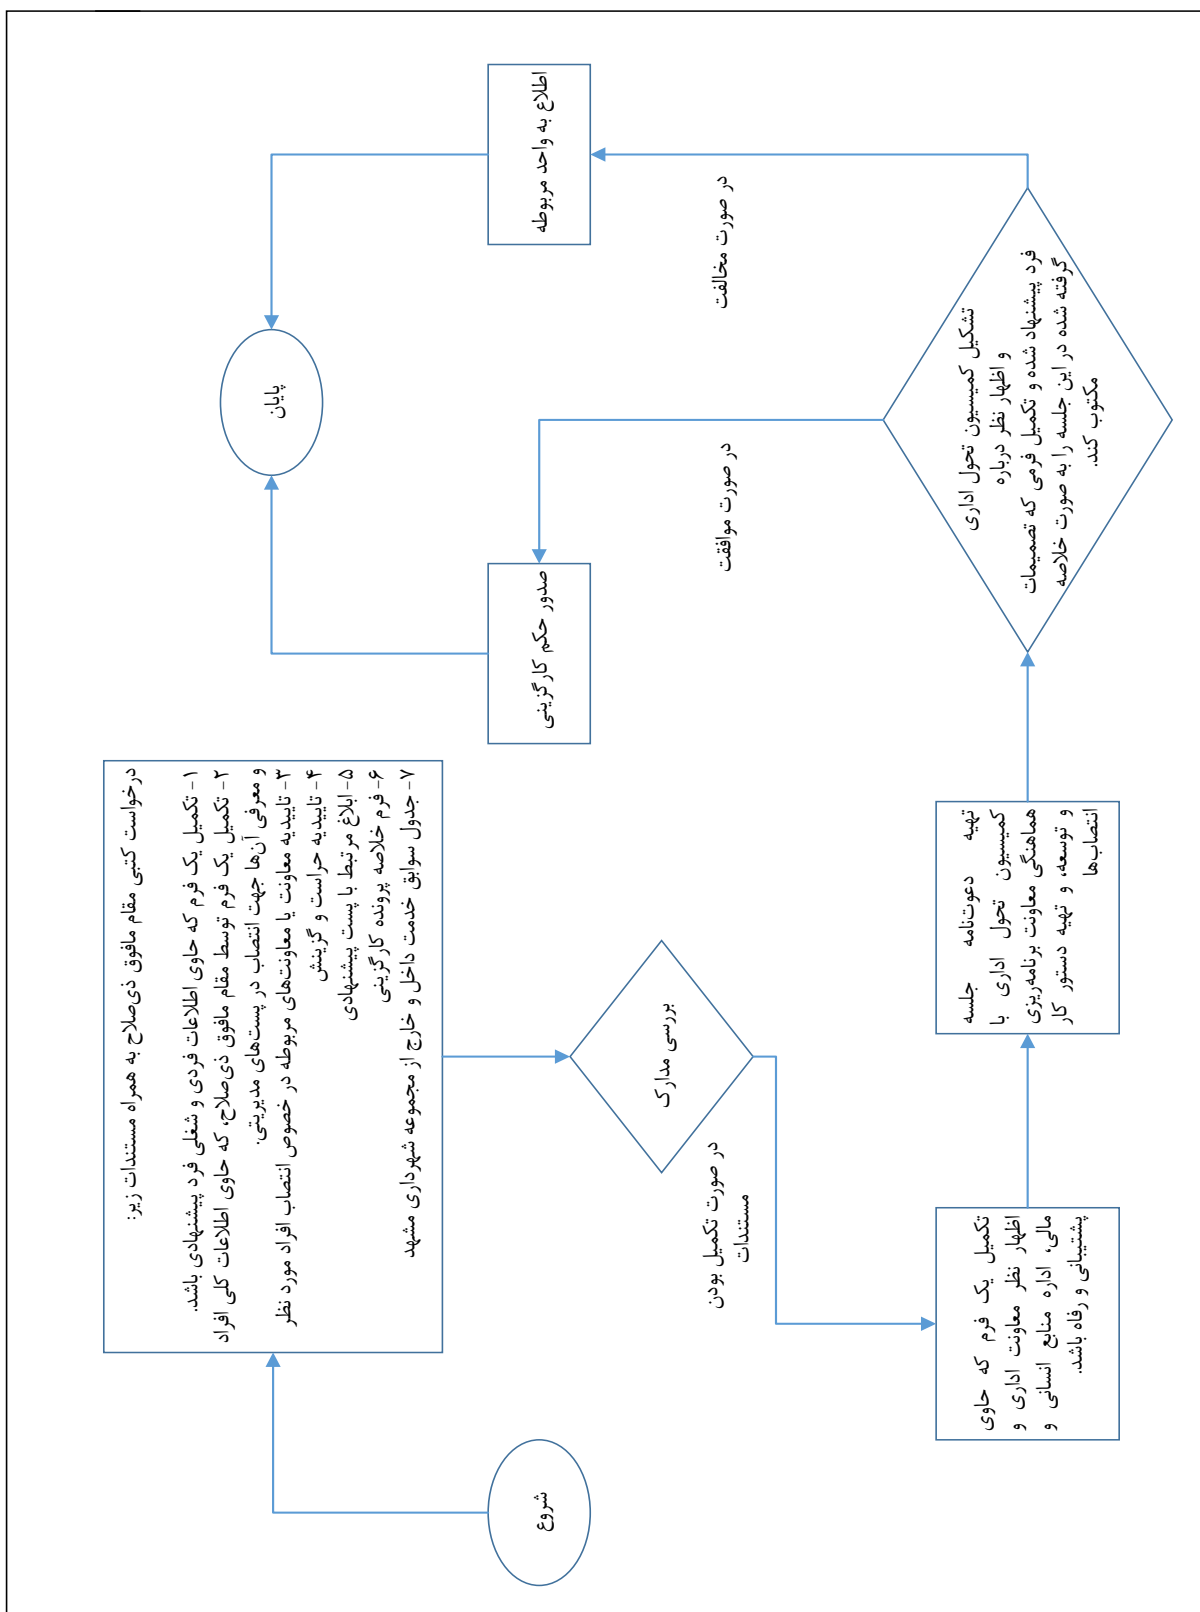 شروع
درخواست کتبی مقام مافوق ذی‌صلاح به همراه مستندات زیر:
۱- تکمیل یک فرم که حاوی اطلاعات فردی و شغلی فرد پیشنهادی باشد.
۲- تکمیل یک فرم توسط مقام مافوق ذی‌صلاح، که حاوی اطلاعات کلی افراد
و معرفی آن‌ها جهت انتصاب در پست‌های مدیریتی.
۳- تاییدیه معاونت یا معاونت‌های مربوطه در خصوص انتصاب افراد مورد نظر
۴- تاییدیه حراست و گزینش
۵- ابلاغ مرتبط با پست پیشنهادی
۶- فرم خلاصه پرونده کارگزینی
۷- جدول سوابق خدمت داخل و خارج از مجموعه شهرداری مشهد
بررسی مدارک
در صورت تکمیل بودن
مستندات
تکمیل یک فرم که حاوی
اظهار نظر معاونت اداری و
مالی، اداره منابع انسانی و
پشتیبانی و رفاه باشد.
تهیه دعوت‌نامه جلسه
کمیسیون تحول اداری با
هماهنگی معاونت برنامه‌ریزی
و توسعه، و تهیه دستور کار
انتصاب‌ها
تشکیل کمیسیون تحول اداری
و اظهار نظر درباره
فرد پیشنهاد شده و تکمیل فرمی که تصمیمات
گرفته شده در این جلسه را به صورت خلاصه
مکتوب کند.
در صورت موافقت
صدور حکم کارگزینی
در صورت مخالفت
اطلاع به واحد مربوطه
پایان